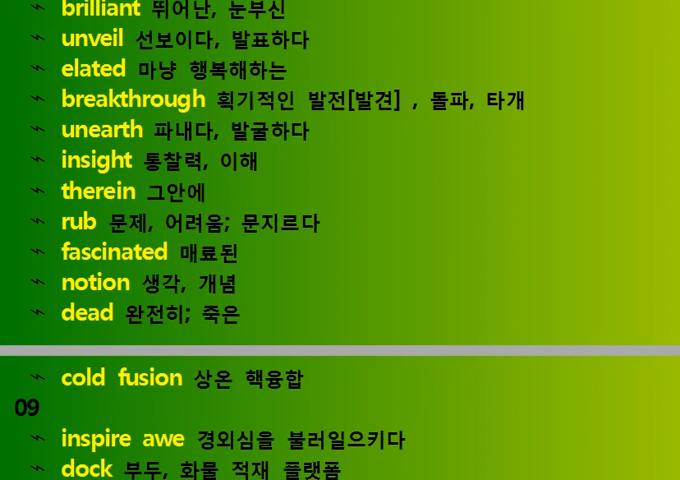 brilliant 뛰어난, 눈부신
unveil 선보이다, 발표하다
elated 마냥 행복해하는
breakthrough 획기적인 발전[발견] , 돌파, 타개
unearth 파내다, 발굴하다
insight 통찰력, 이해
therein 그안에
rub 문제, 어려움; 문지르다
fascinated 매료된
notion 생각, 개념
dead 완전히; 죽은
cold fusion 상온 핵융합
09
inspire awe 경외심을 불러일으키다
dock 부두, 화물 적재 플랫폼